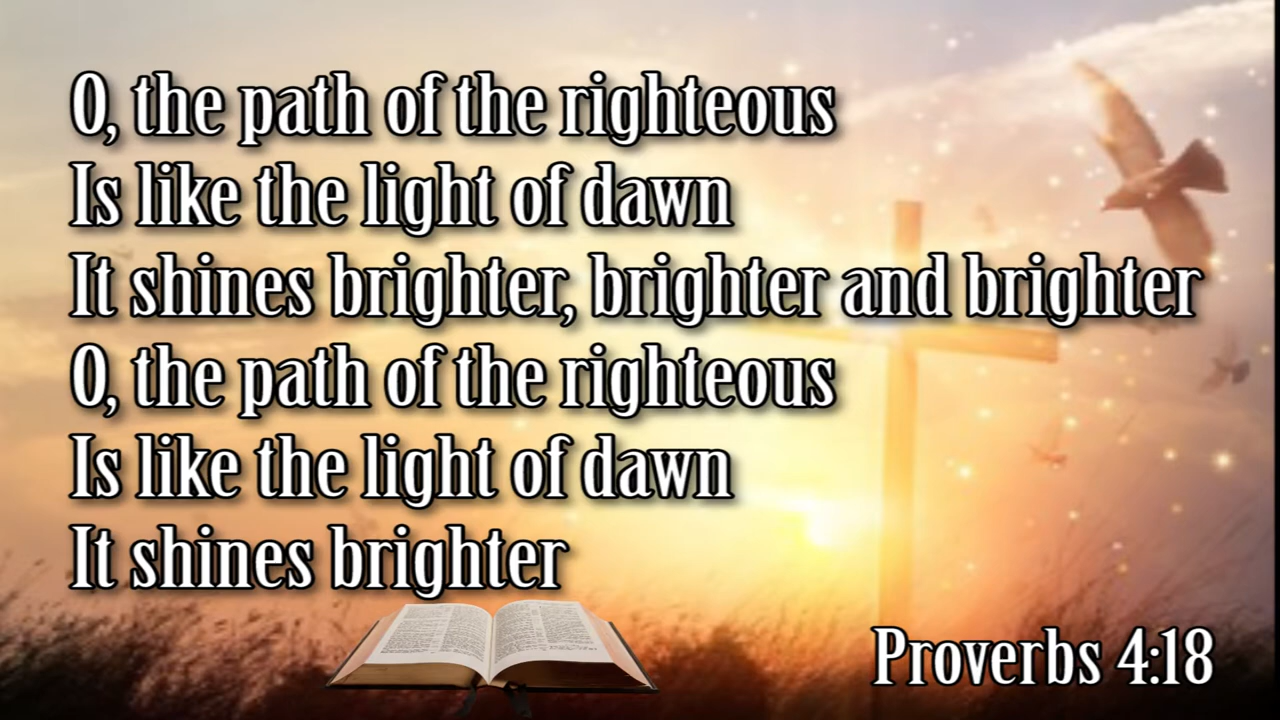 O, the path of the righteous
Is like the light of dawn
It shines brighter, brighter and brighter
O, the path of the righteous
Is like the light of dawn
It shines brighter
Proverbs 4:18